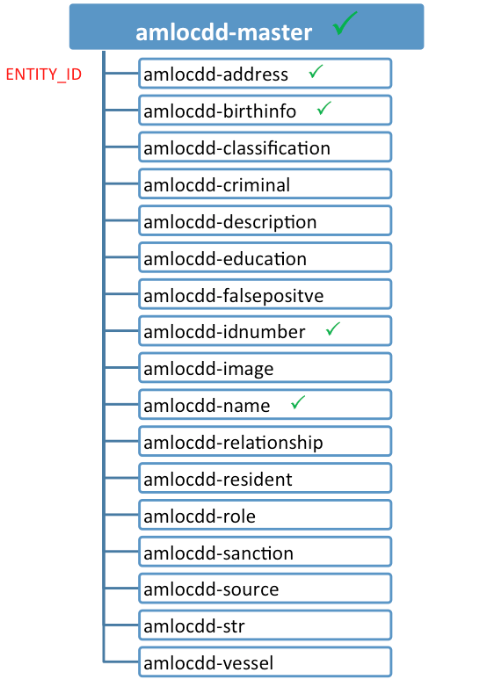 amlocdd-master
ENTITY_ID
amlocdd-address
amlocdd-birthinfo
amlocdd-classification
amlocdd-criminal
amlocdd-description
amlocdd-education
amlocdd-falsepositve
amlocdd-idnumber
amlocdd-image
amlocdd-name
amlocdd-relationship
amlocdd-resident
amlocdd-role
amlocdd-sanction
amlocdd-source
amlocdd-str
amlocdd-vessel